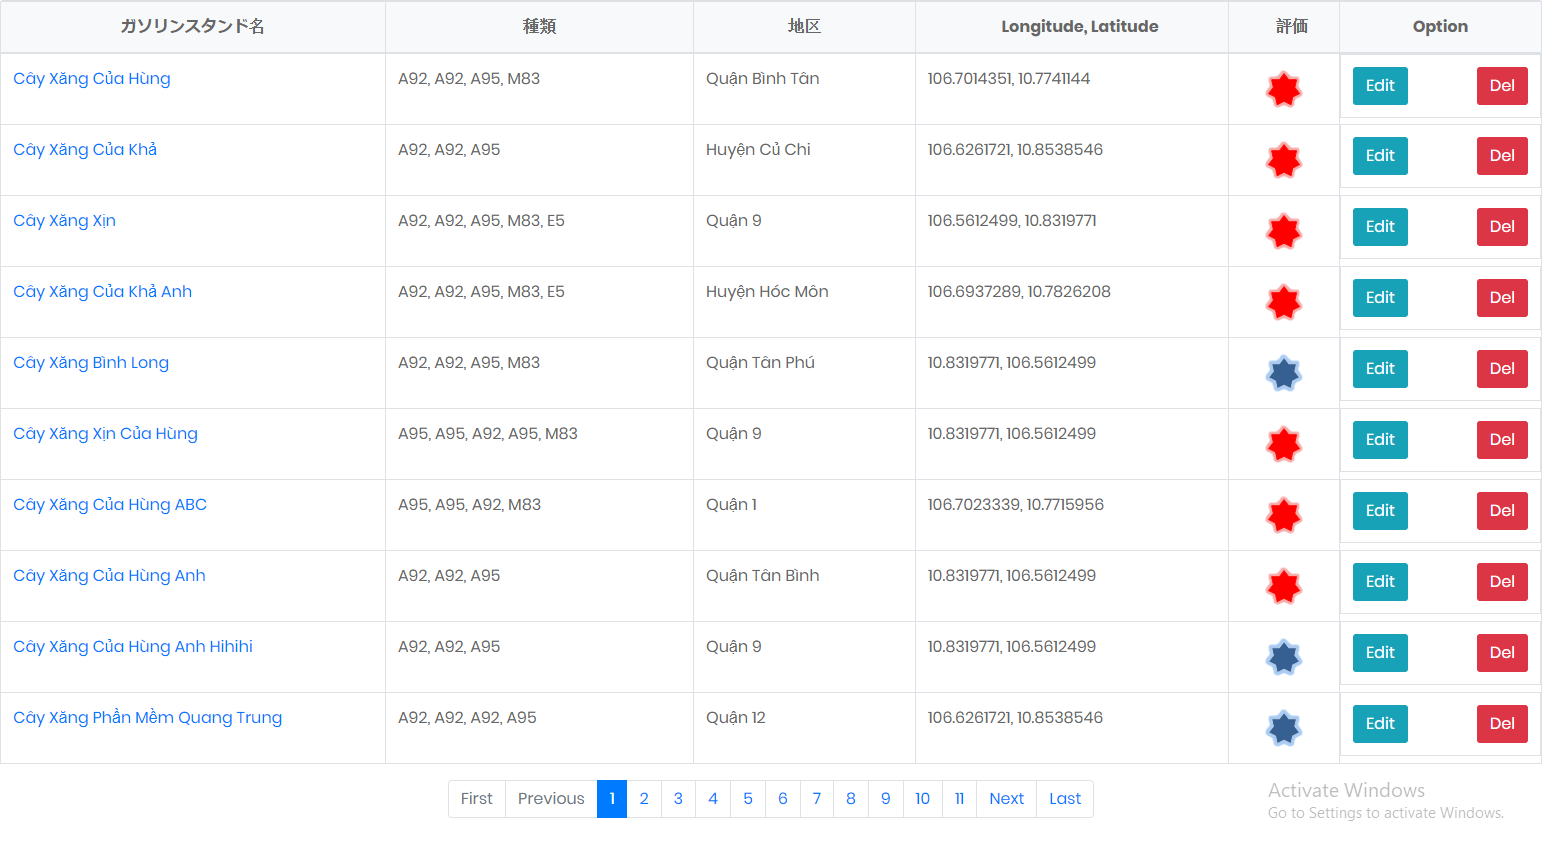 ガソリンスタンド名 種類 地区 Longitude, Latitude 評価 Option
Cây Xăng Của Hùng A92, A92, A95, M83 Quận Bình Tân 106.7014351, 10.7741144 Edit Del
Cây Xăng Của Khả A92, A92, A95 Huyện Củ Chi 106.6261721, 10.8538546 Edit Del
Cây Xăng Xịn A92, A92, A95, M83, E5 Quận 9 106.5612499, 10.8319771 Edit Del
Cây Xăng Của Khả Anh A92, A92, A95, M83, E5 Huyện Hóc Môn 106.6937289, 10.7826208 Edit Del
Cây Xăng Bình Long A92, A92, A95, M83 Quận Tân Phú 10.8319771, 106.5612499 Edit Del
Cây Xăng Xịn Của Hùng A95, A95, A92, A95, M83 Quận 9 10.8319771, 106.5612499 Edit Del
Cây Xăng Của Hùng ABC A95, A95, A92, M83 Quận 1 106.7023339, 10.7715956 Edit Del
Cây Xăng Của Hùng Anh A92, A92, A95 Quận Tân Bình 10.8319771, 106.5612499 Edit Del
Cây Xăng Của Hùng Anh Hihihi A92, A92, A95 Quận 9 10.8319771, 106.5612499 Edit Del
Cây Xăng Phần Mềm Quang Trung A92, A92, A92, A95 Quận 12 106.6261721, 10.8538546 Edit Del
First Previous 1 2 3 4 5 6 7 8 9 10 11 Next Last
Activate Windows
Go to Settings to activate Windows.